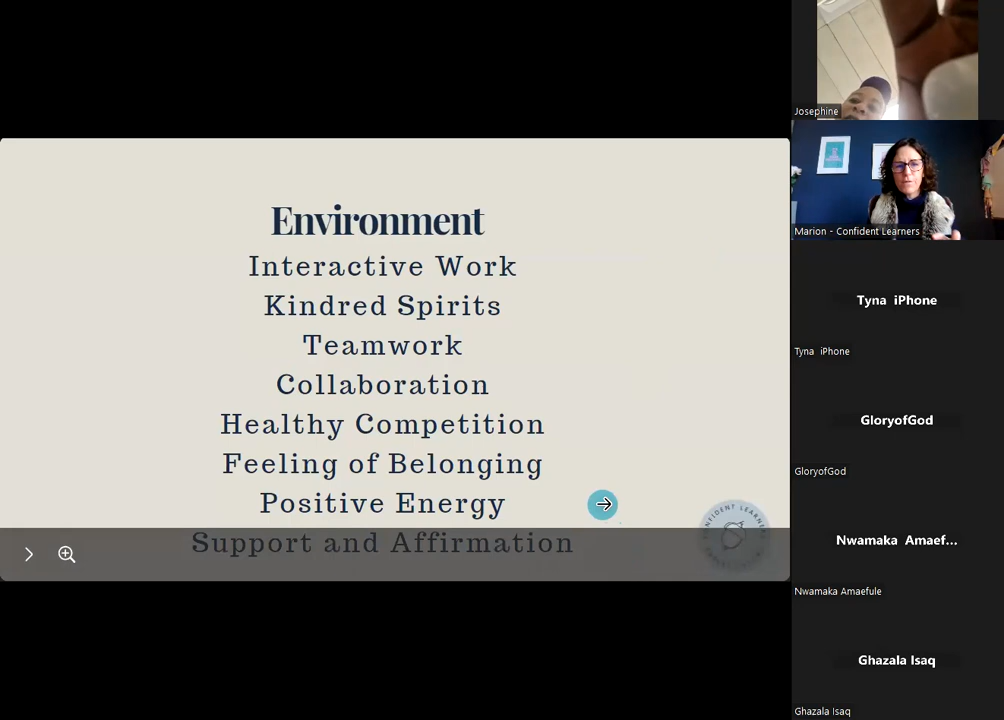 Environment
Interactive Work
Kindred Spirits
Teamwork
Collaboration
Healthy Competition
Feeling of Belonging
Positive Energy
Support and Affirmation
Josephine
Marion - Confident Learners
Tyna iPhone
Tyna iPhone
GloryofGod
GloryofGod
Nwamaka Amaef...
Nwamaka Amaefule
Ghazala Isaq
Ghazala Isaq